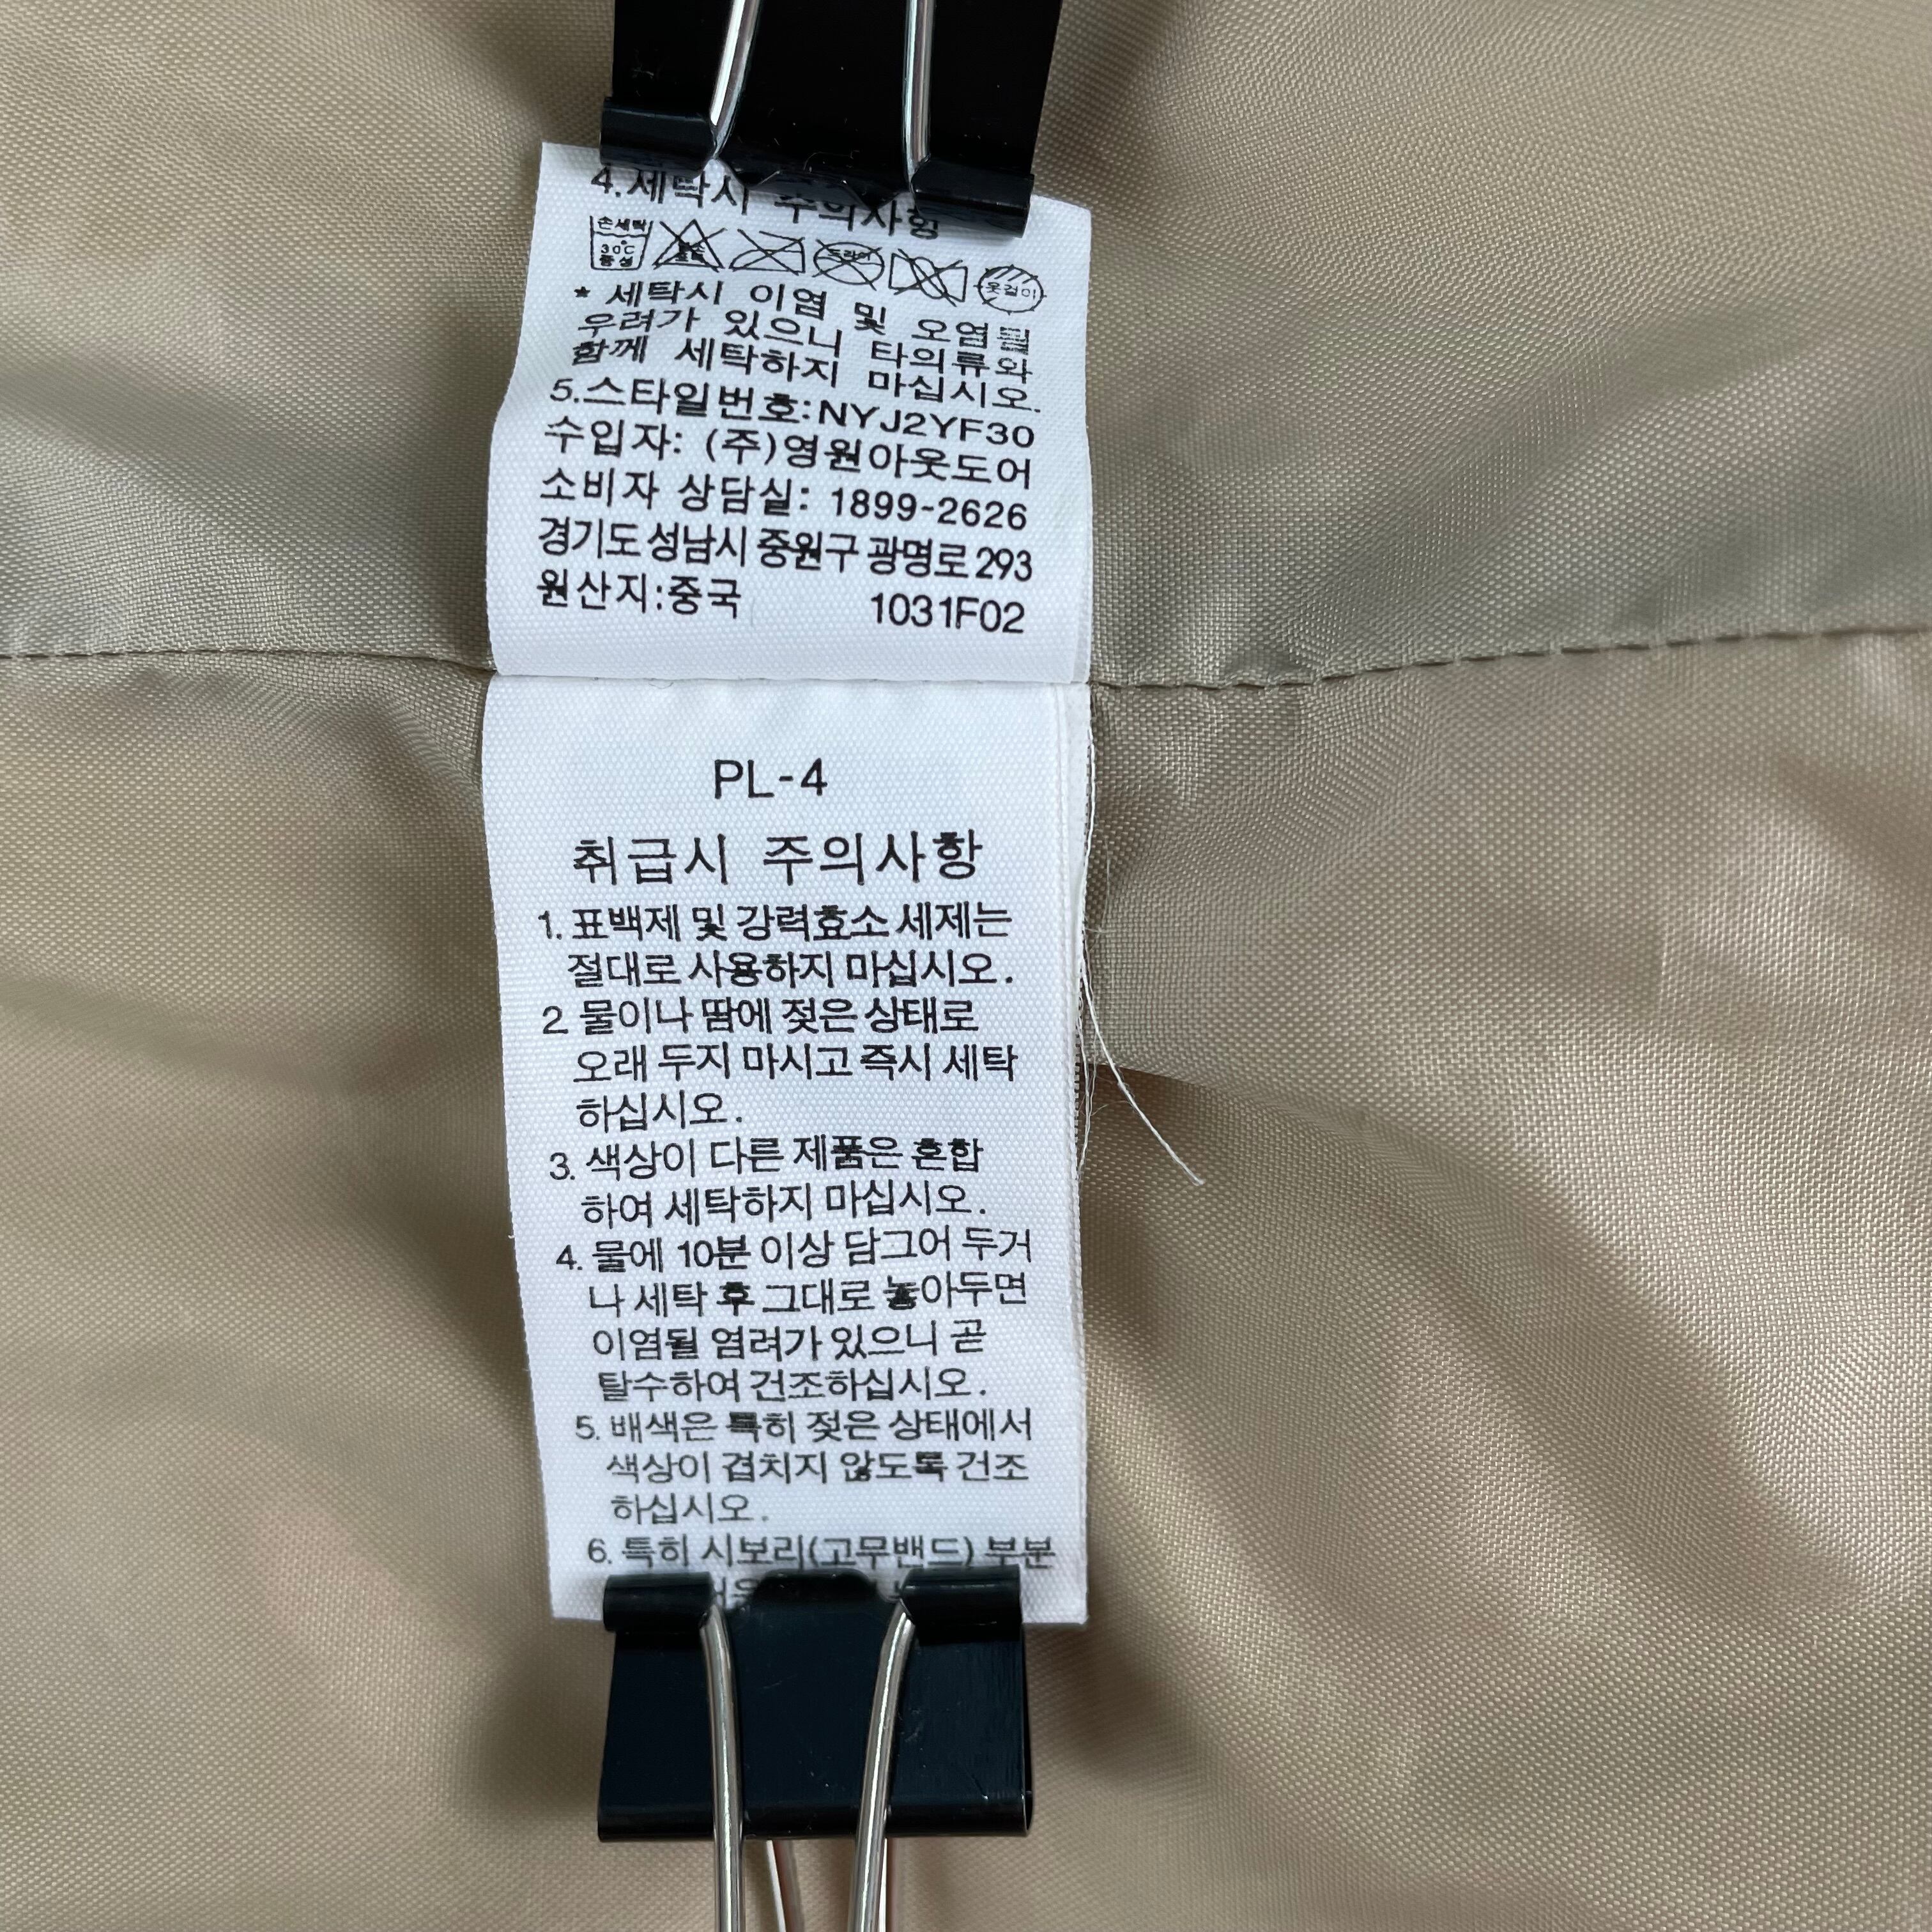 4.세탁시 주의사항
손세탁
30°C
중성
드라이
옷걸이
* 세탁시 이염 및 오염될
우려가 있으니 타의류와
함께 세탁하지 마십시오.
5.스타일번호:NYJ2YF30
수입자: (주)영원아웃도어
소비자 상담실: 1899-2626
경기도 성남시 중원구 광명로 293
원산지:중국 1031F02
PL-4
취급시 주의사항
1. 표백제 및 강력효소 세제는
절대로 사용하지 마십시오.
2. 물이나 땀에 젖은 상태로
오래 두지 마시고 즉시 세탁
하십시오.
3. 색상이 다른 제품은 혼합
하여 세탁하지 마십시오.
4. 물에 10분 이상 담그어 두거
나 세탁 후 그대로 놓아두면
이염될 염려가 있으니 곧
탈수하여 건조하십시오.
5. 배색은 특히 젖은 상태에서
색상이 겹치지 않도록 건조
하십시오.
6. 특히 시보리(고무밴드) 부분